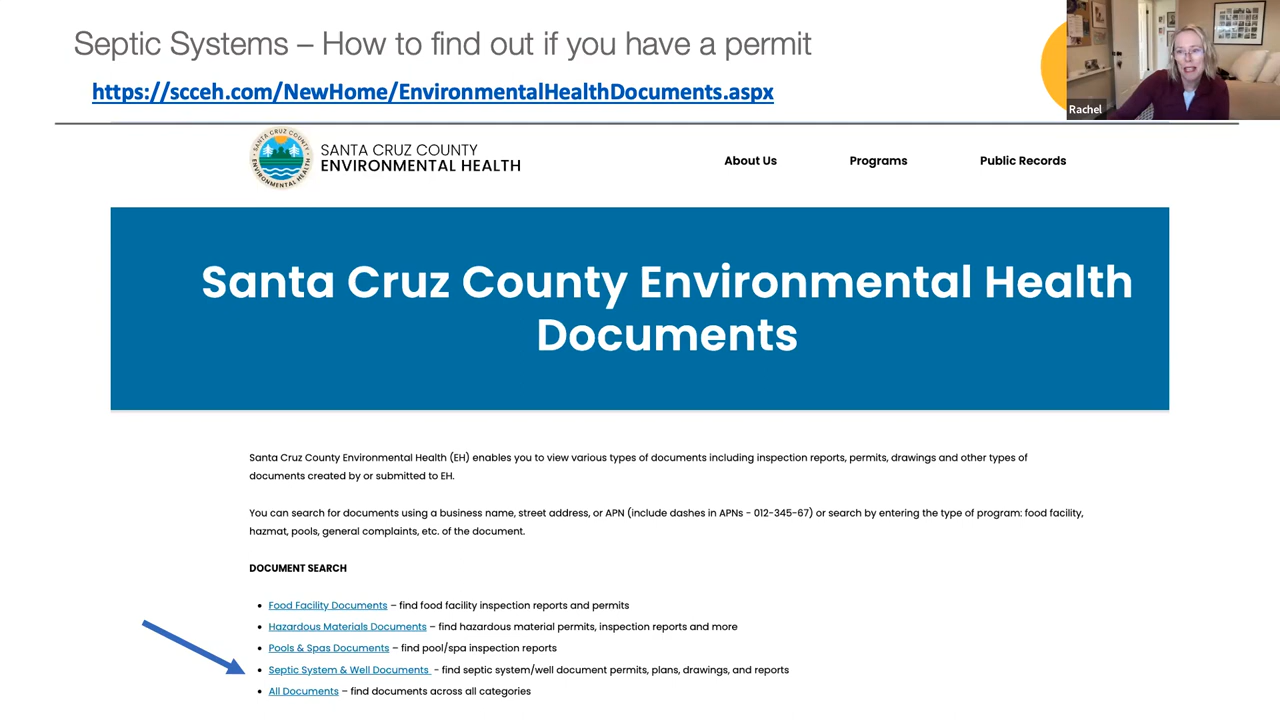 Septic Systems – How to find out if you have a permit
https://scceh.com/NewHome/EnvironmentalHealthDocuments.aspx
Rachel
SANTA CRUZ COUNTY
ENVIRONMENTAL HEALTH
SANTA CRUZ COUNTY
ENVIRONMENTAL HEALTH
About Us
Programs
Public Records
Santa Cruz County Environmental Health
Documents
Santa Cruz County Environmental Health (EH) enables you to view various types of documents including inspection reports, permits, drawings and other types of
documents created by or submitted to EH.
You can search for documents using a business name, street address, or APN (include dashes in APNs - 012-345-67) or search by entering the type of program: food facility,
hazmat, pools, general complaints, etc. of the document.
DOCUMENT SEARCH
• Food Facility Documents – find food facility inspection reports and permits
• Hazardous Materials Documents – find hazardous material permits, inspection reports and more
• Pools & Spas Documents – find pool/spa inspection reports
• Septic System & Well Documents - find septic system/well document permits, plans, drawings, and reports
• All Documents – find documents across all categories